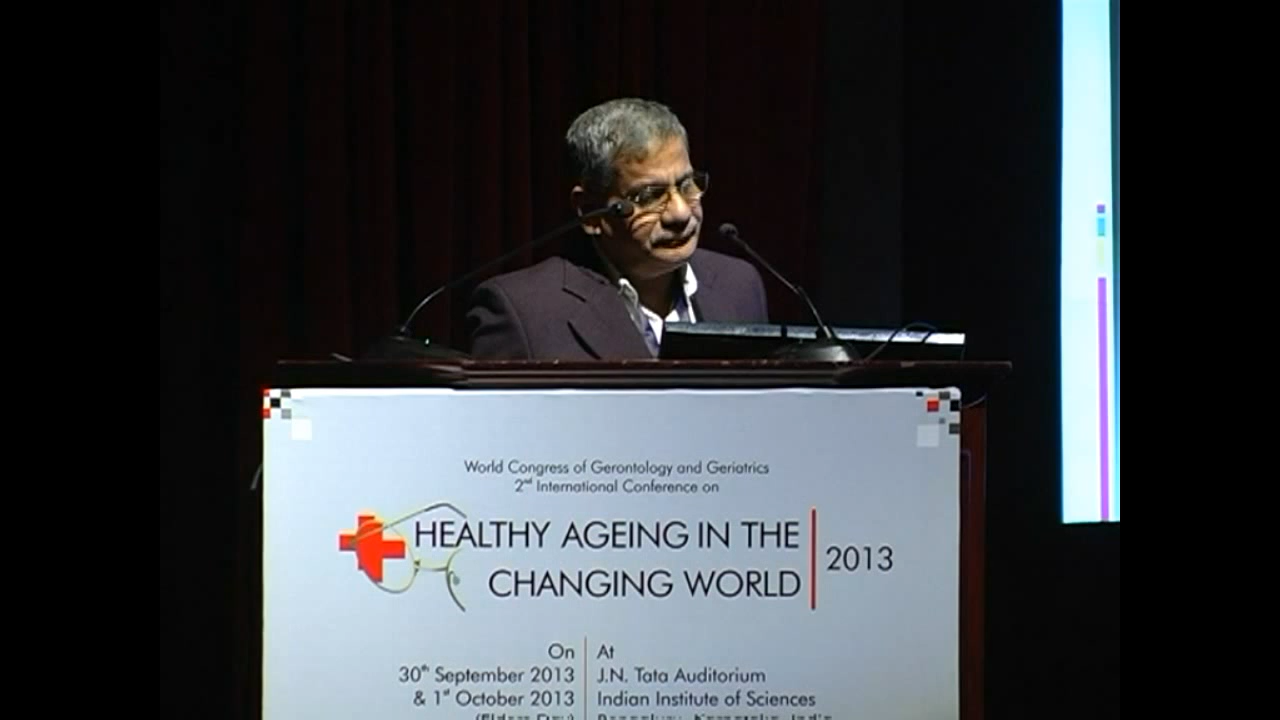 World Congress of Gerontology and Geriatrics
2nd International Conference on
HEALTHY AGEING IN THE
CHANGING WORLD
2013
On
30th September 2013
& 1st October 2013
At
J.N. Tata Auditorium
Indian Institute of Sciences